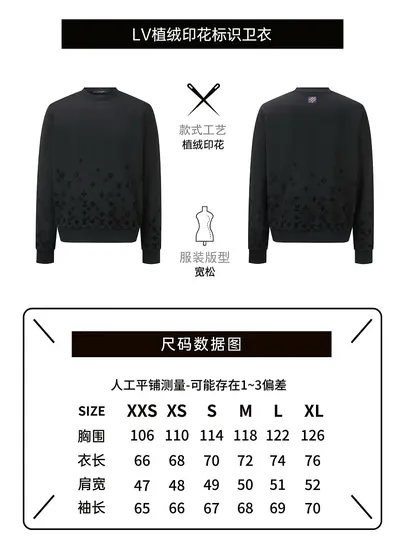 LV植绒印花标识卫衣
款式工艺
植绒印花
服装版型
宽松
尺码数据图
人工平铺测量-可能存在1~3偏差
SIZE XXS XS S M L XL
胸围 106 110 114 118 122 126
衣长 66 68 70 72 74 76
肩宽 47 48 49 50 51 52
袖长 65 66 67 68 69 70